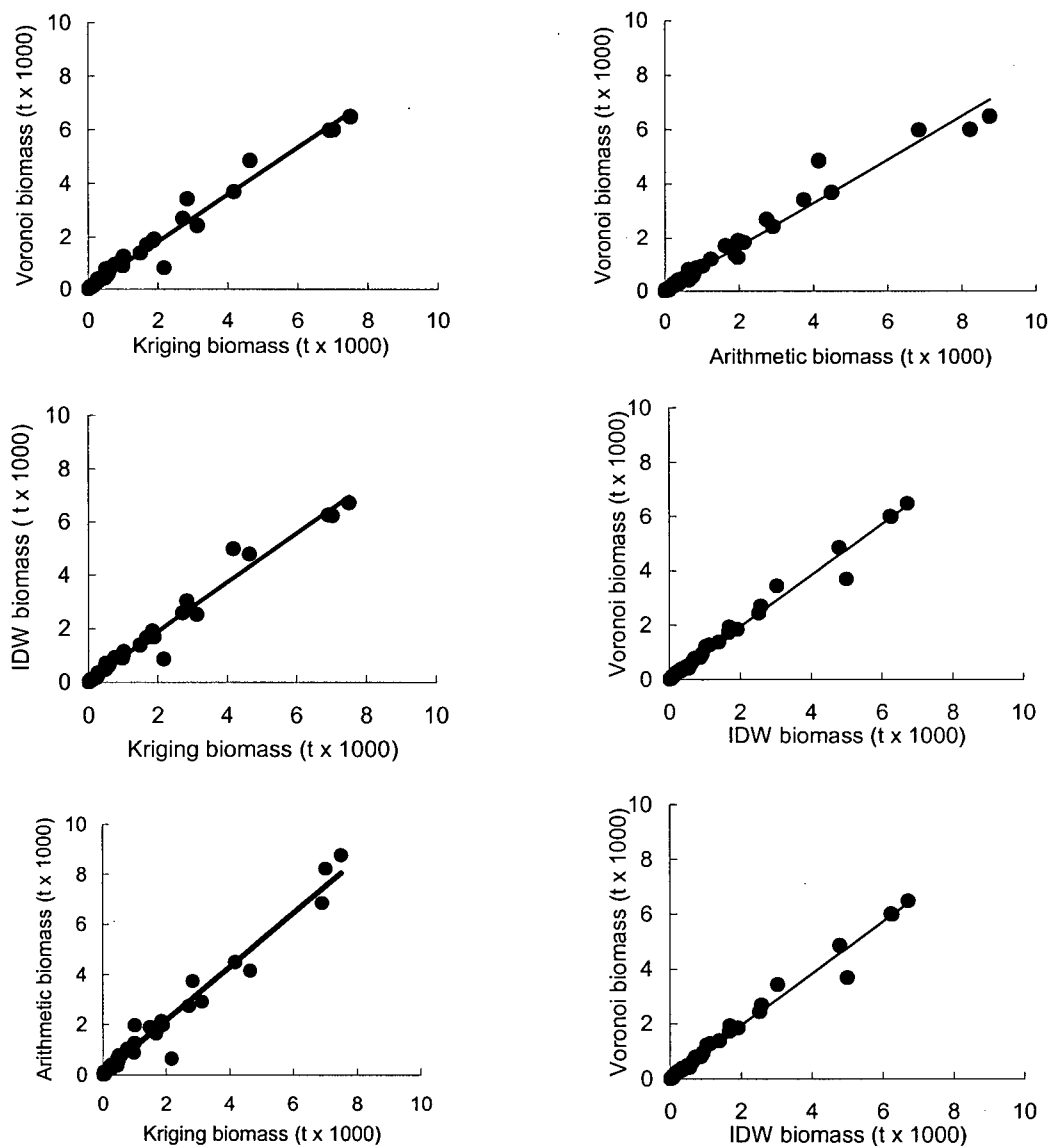 Voronoi biomass (t x 1000)
10
8
6
4
2
0
0 2 4 6 8 10
Kriging biomass (t x 1000)
Voronoi biomass (t x 1000)
10
8
6
4
2
0
0 2 4 6 8 10
Arithmetic biomass (t x 1000)
IDW biomass ( t x 1000)
10
8
6
4
2
0
0 2 4 6 8 10
Kriging biomass (t x 1000)
Voronoi biomass (t x 1000)
10
8
6
4
2
0
0 2 4 6 8 10
IDW biomass (t x 1000)
Arithmetic biomass (t x 1000)
10
8
6
4
2
0
0 2 4 6 8 10
Kriging biomass (t x 1000)
Voronoi biomass (t x 1000)
10
8
6
4
2
0
0 2 4 6 8 10
IDW biomass (t x 1000)